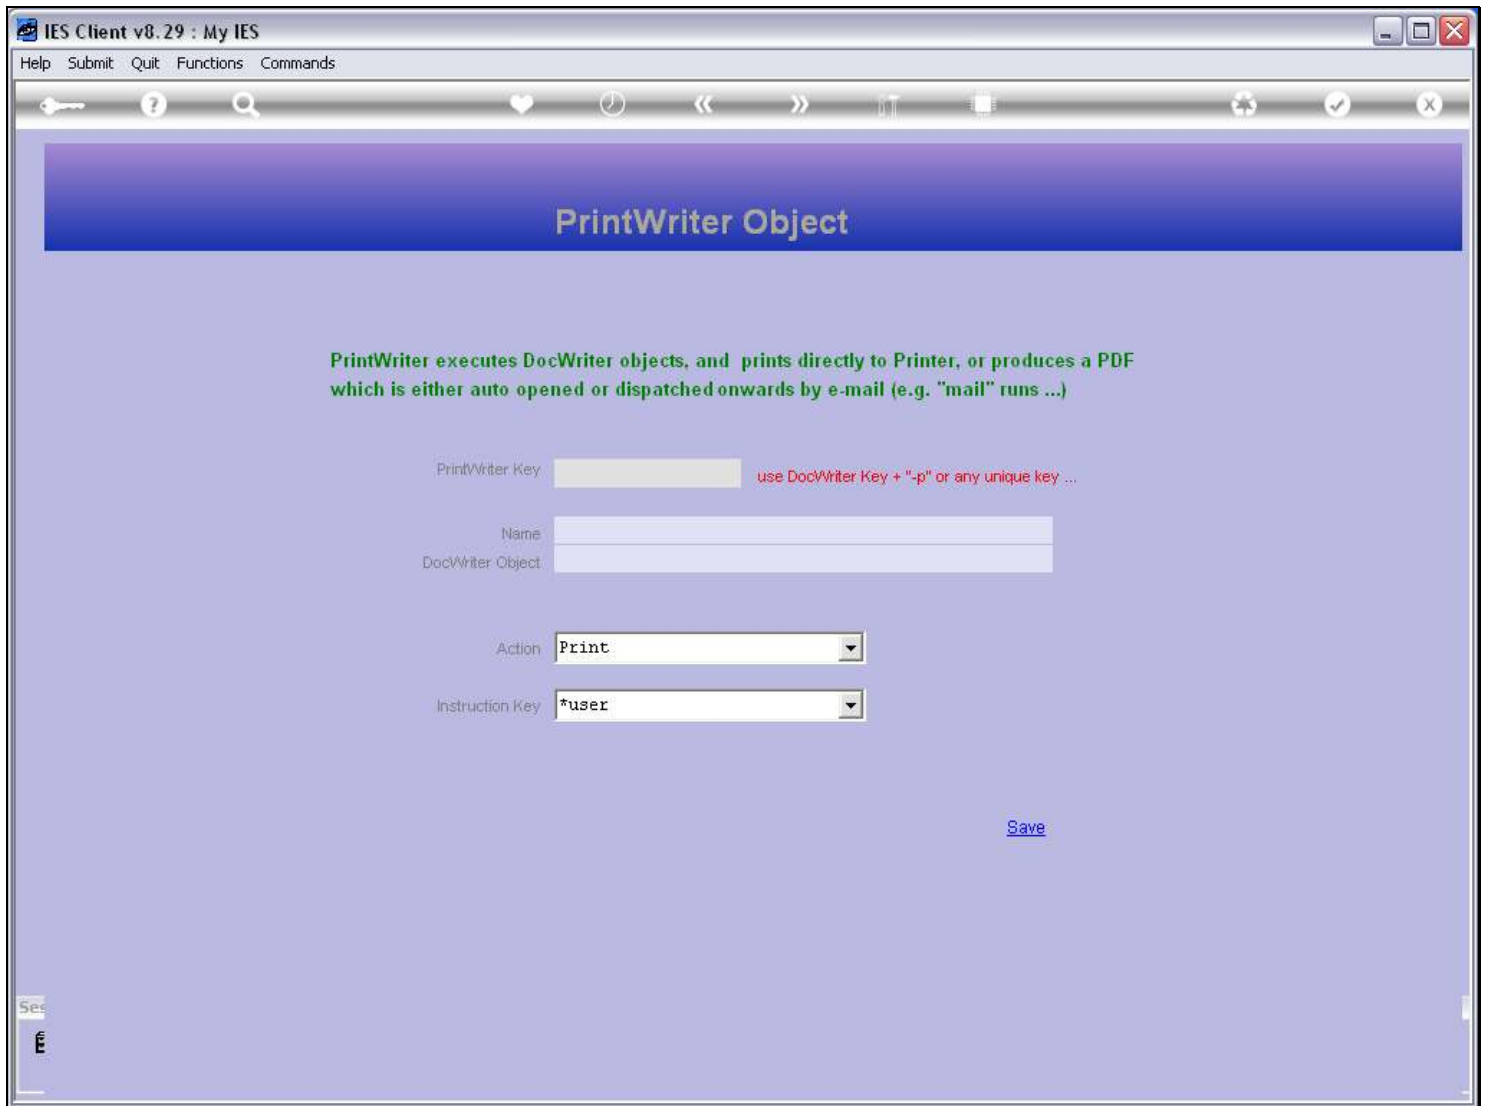 IES Client v8.29 : My IES
Help Submit Quit Functions Commands
PrintWriter Object
PrintWriter executes DocWriter objects, and prints directly to Printer, or produces a PDF
which is either auto opened or dispatched onwards by e-mail (e.g. "mail" runs ...)
PrintWriter Key
use DocWriter Key + "-p" or any unique key ...
Name
DocWriter Object
Action Print
Instruction Key *user
Save